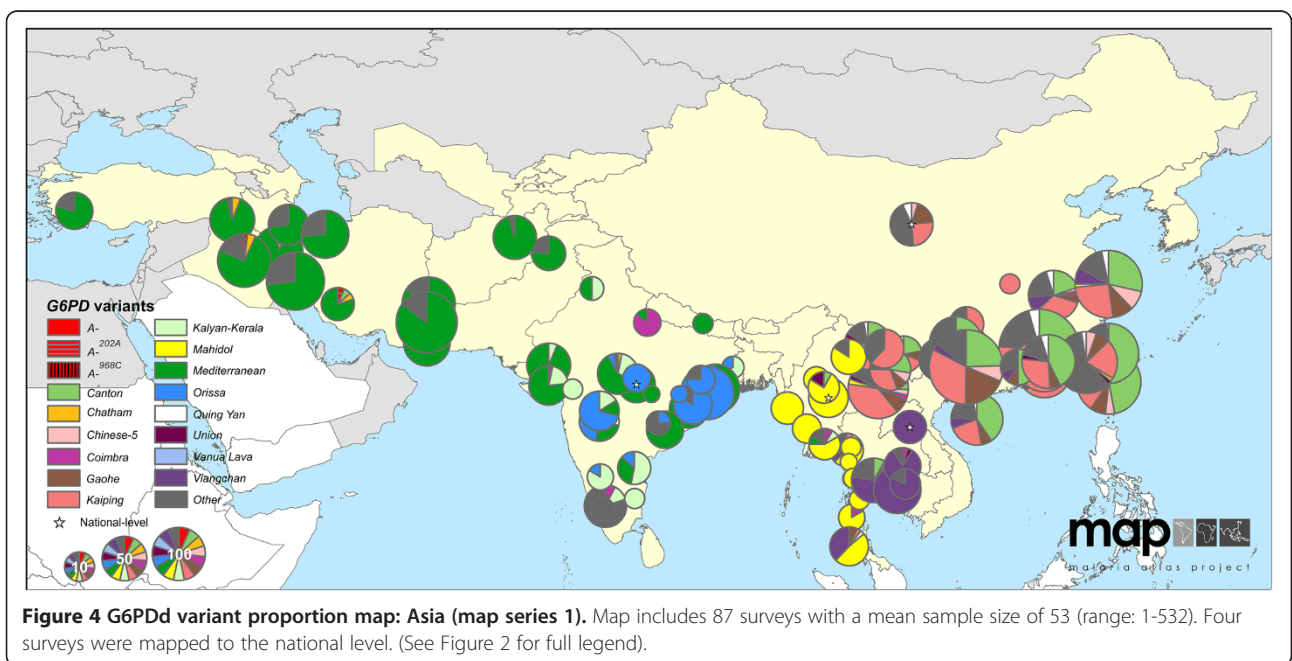 G6PD variants
A-
A-202A
A-968C
Canton
Chatham
Chinese-5
Coimbra
Gaohe
Kaiping
Kalyan-Kerala
Mahidol
Mediterranean
Orissa
Quing Yan
Union
Vanua Lava
Viangchan
Other
☆ National-level
10
50
100
map
malaria atlas project
Figure 4 G6PDd variant proportion map: Asia (map series 1). Map includes 87 surveys with a mean sample size of 53 (range: 1-532). Four
surveys were mapped to the national level. (See Figure 2 for full legend).